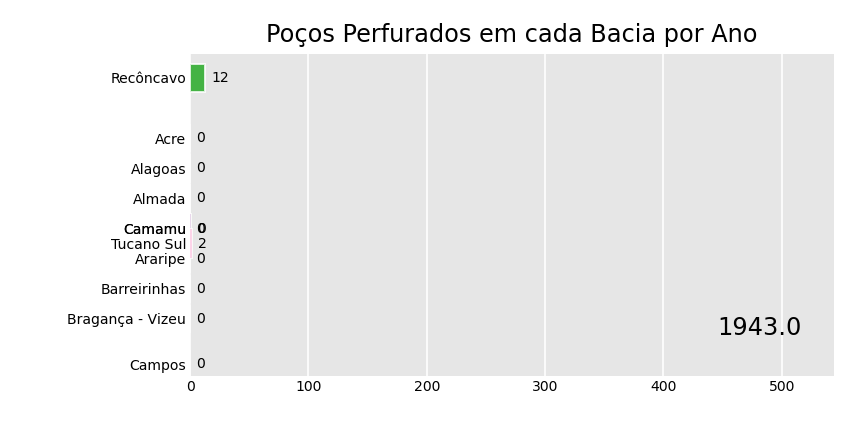 Poços Perfurados em cada Bacia por Ano
Recôncavo 12
Acre 0
Alagoas 0
Almada 0
Camamu 0
Tucano Sul 2
Araripe 0
Barreirinhas 0
Bragança - Vizeu 0
1943.0
Campos 0
0 100 200 300 400 500